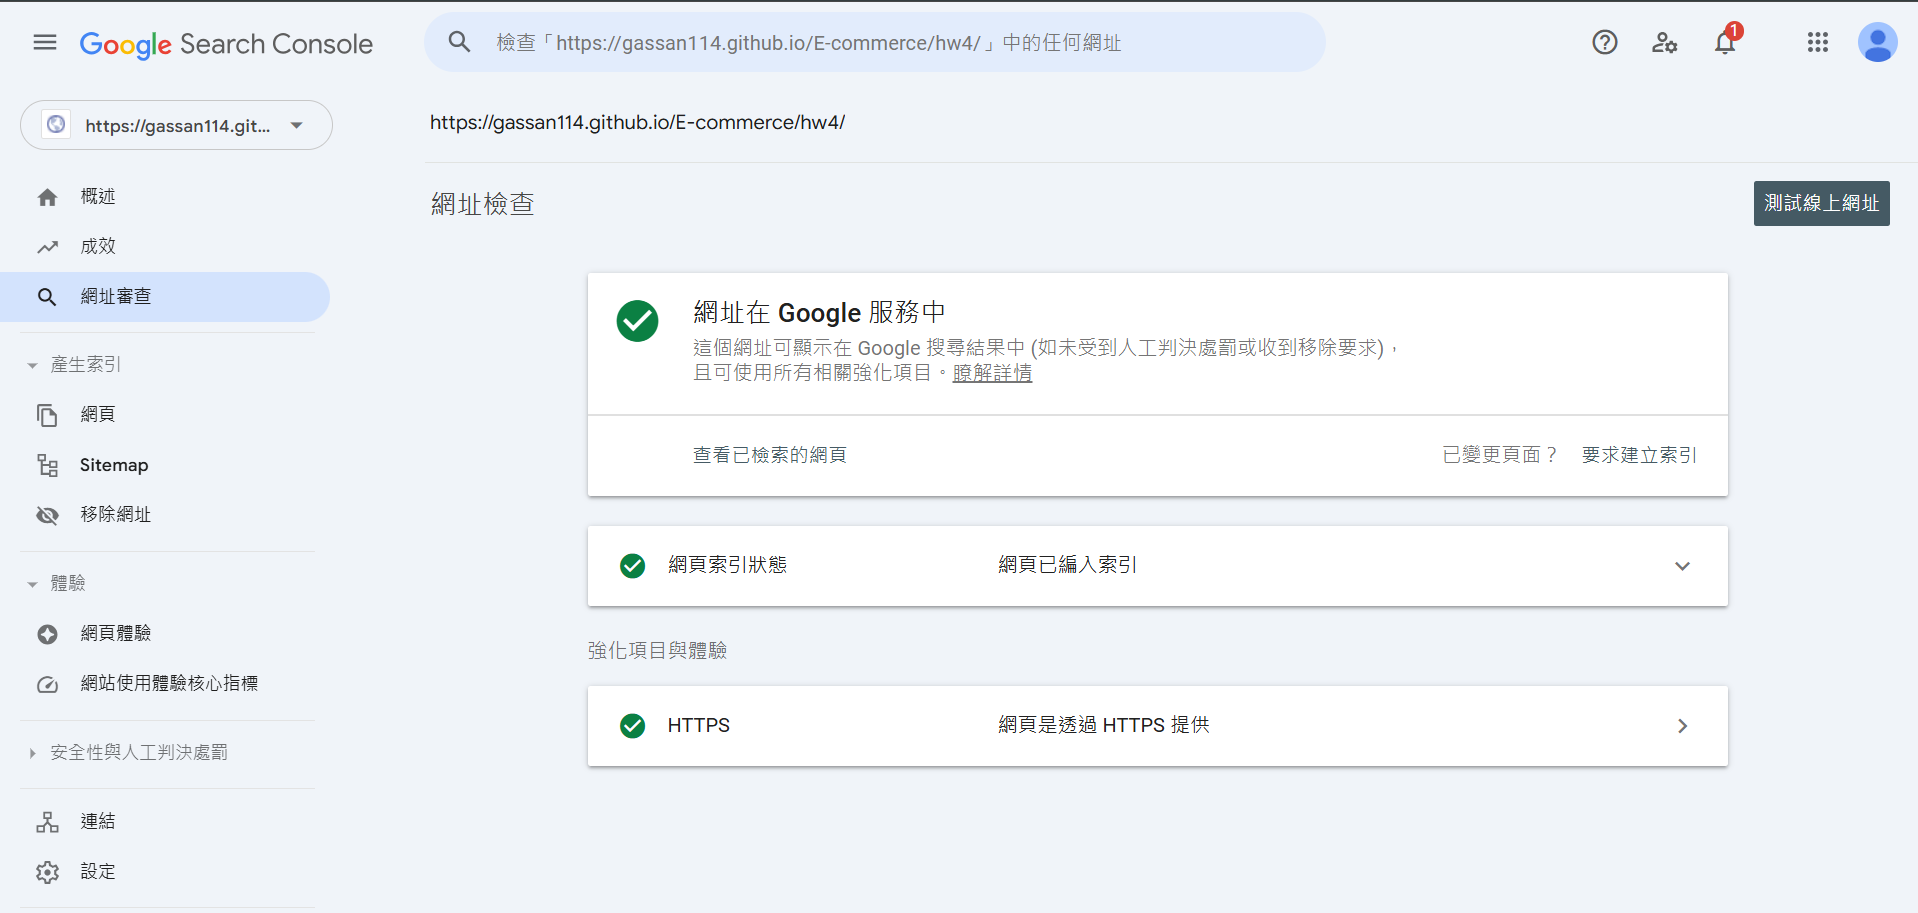 Google Search Console
檢查「https://gassan114.github.io/E-commerce/hw4/」中的任何網址
1
https://gassan114.git...
概述
成效
網址審查
產生索引
網頁
Sitemap
移除網址
體驗
網頁體驗
網站使用體驗核心指標
安全性與人工判決處罰
連結
設定
https://gassan114.github.io/E-commerce/hw4/
網址檢查
測試線上網址
網址在 Google 服務中
這個網址可顯示在 Google 搜尋結果中 (如未受到人工判決處罰或收到移除要求)，
且可使用所有相關強化項目。瞭解詳情
查看已檢索的網頁
已變更頁面？ 要求建立索引
網頁索引狀態 網頁已編入索引
強化項目與體驗
HTTPS 網頁是透過 HTTPS 提供